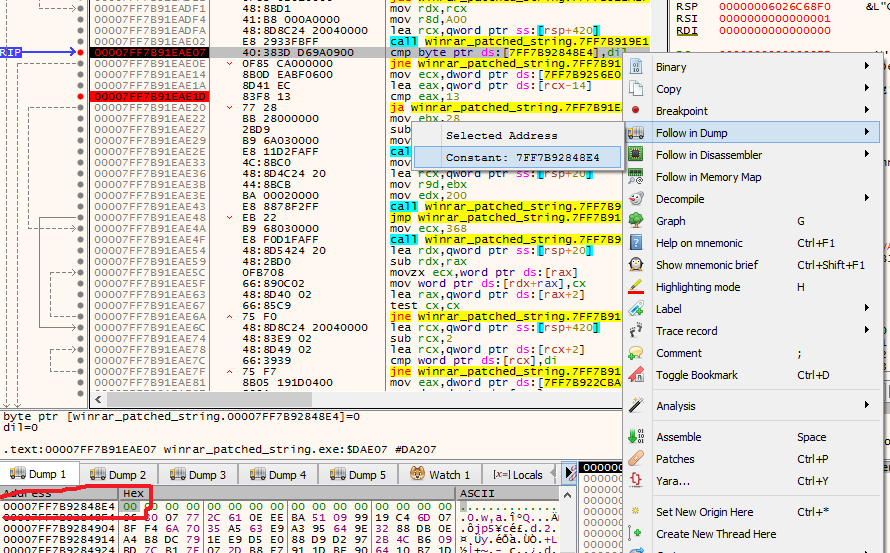 00007FF7B91EADF1 48:8BD1 mov rdx,rcx RSP 00000006026C68F0 &L"C
41:B8 000A0000 mov r8d,A00 RSI 0000000000000001
48:8D8C24 20040000 lea rcx,qword ptr ss:[rsp+420] RDI 0000000000000000
00007FF7B91EAE02 E8 2933FBFF call winrar_patched_string.7FF7B919E1
RIP 00007FF7B91EAE07 40:383D D69A0900 cmp byte ptr ds:[7FF7B92848E4],dil
00007FF7B91EAE0E 0F85 CA000000 jne winrar_patched_string.7FF7B91E Binary
00007FF7B91EAE14 8B0D EABF0600 mov ecx,dword ptr ds:[7FF7B9256E0 Copy
00007FF7B91EAE1A 8D41 EC lea eax,qword ptr ds:[rcx-14]
00007FF7B91EAE1D 83F8 13 cmp eax,13 Breakpoint
00007FF7B91EAE20 77 28 ja winrar_patched_string.7FF7B91EA
00007FF7B91EAE22 BB 28000000 mov ebx,28 Follow in Dump
00007FF7B91EAE27 2BD9 sub Selected Address
00007FF7B91EAE29 B9 6A030000 mov Follow in Disassembler
00007FF7B91EAE2E E8 11D2FAFF call Constant: 7FF7B92848E4
00007FF7B91EAE33 4C:8BC0 mov Follow in Memory Map
00007FF7B91EAE36 48:8D4C24 20 lea rcx,qword ptr ss:[rsp+20]
00007FF7B91EAE3B 44:8BCB mov r9d,ebx Decompile
00007FF7B91EAE3E BA 00020000 mov edx,200
00007FF7B91EAE43 E8 8878F2FF call winrar_patched_string.7FF7B91 Graph G
00007FF7B91EAE48 EB 22 jmp winrar_patched_string.7FF7B91
00007FF7B91EAE4A B9 68030000 mov ecx,368 Help on mnemonic Ctrl+F1
00007FF7B91EAE4F E8 F0D1FAFF call winrar_patched_string.7FF7B91
00007FF7B91EAE54 48:8D5424 20 lea rdx,qword ptr ss:[rsp+20] Show mnemonic brief Ctrl+Shift+F1
00007FF7B91EAE59 48:2BD0 sub rdx,rax
00007FF7B91EAE5C 0FB708 movzx ecx,word ptr ds:[rax] Highlighting mode H
00007FF7B91EAE5F 66:890C02 mov word ptr ds:[rdx+rax],cx
00007FF7B91EAE63 48:8D40 02 lea rax,qword ptr ds:[rax+2] Label
00007FF7B91EAE67 66:85C9 test cx,cx
00007FF7B91EAE6A 75 F0 jne winrar_patched_string.7FF7B91 Trace record
00007FF7B91EAE6C 48:8D8C24 20040000 lea rcx,qword ptr ss:[rsp+420]
00007FF7B91EAE74 48:83E9 02 sub rcx,2 Comment ;
00007FF7B91EAE78 48:8D49 02 lea rcx,qword ptr ds:[rcx+2]
00007FF7B91EAE7C 66:3939 cmp word ptr ds:[rcx],di Toggle Bookmark Ctrl+D
00007FF7B91EAE7F 75 F7 jne winrar_patched_string.7FF7B91
00007FF7B91EAE81 8B05 191D0400 mov eax,dword ptr ds:[7FF7B922CBA
Analysis
byte ptr [winrar_patched_string.00007FF7B92848E4]=0
dil=0
Assemble Space
.text:00007FF7B91EAE07 winrar_patched_string.exe:$DAE07 #DA207
Patches Ctrl+P
Dump 1 Dump 2 Dump 3 Dump 4 Dump 5 Watch 1 [x=] Locals
Yara... Ctrl+Y
Address Hex ASCII
00007FF7B92848E4 00 00 00 00 00 00 00 00 00 00 00 00 00 00 00 00
Set New Origin Here Ctrl+*
07 77 2C 61 0E EE BA 51 09 99 19 C4 6D 07
00007FF7B9284904 8F F4 6A 70 35 A5 63 E9 A3 95 64 9E 32 88 DB 0E
Create New Thread Here
00007FF7B9284914 A4 B8 DC 79 1E E9 D5 E0 88 D9 D2 97 2B 4C B6 09